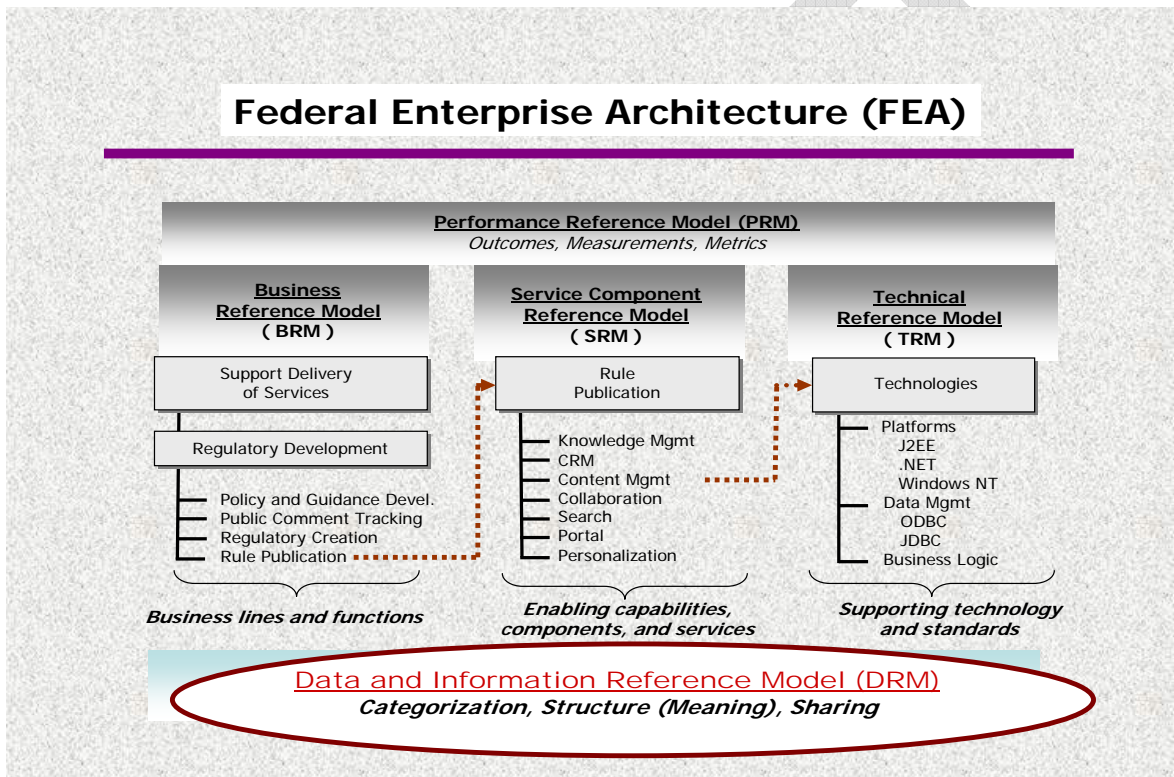 Federal Enterprise Architecture (FEA)
Performance Reference Model (PRM)
Outcomes, Measurements, Metrics
Business
Reference Model
( BRM )
Support Delivery
of Services
Regulatory Development
Policy and Guidance Devel.
Public Comment Tracking
Regulatory Creation
Rule Publication
Business lines and functions
Service Component
Reference Model
( SRM )
Rule
Publication
Knowledge Mgmt
CRM
Content Mgmt
Collaboration
Search
Portal
Personalization
Enabling capabilities,
components, and services
Technical
Reference Model
( TRM )
Technologies
Platforms
J2EE
.NET
Windows NT
Data Mgmt
ODBC
JDBC
Business Logic
Supporting technology
and standards
Data and Information Reference Model (DRM)
Categorization, Structure (Meaning), Sharing